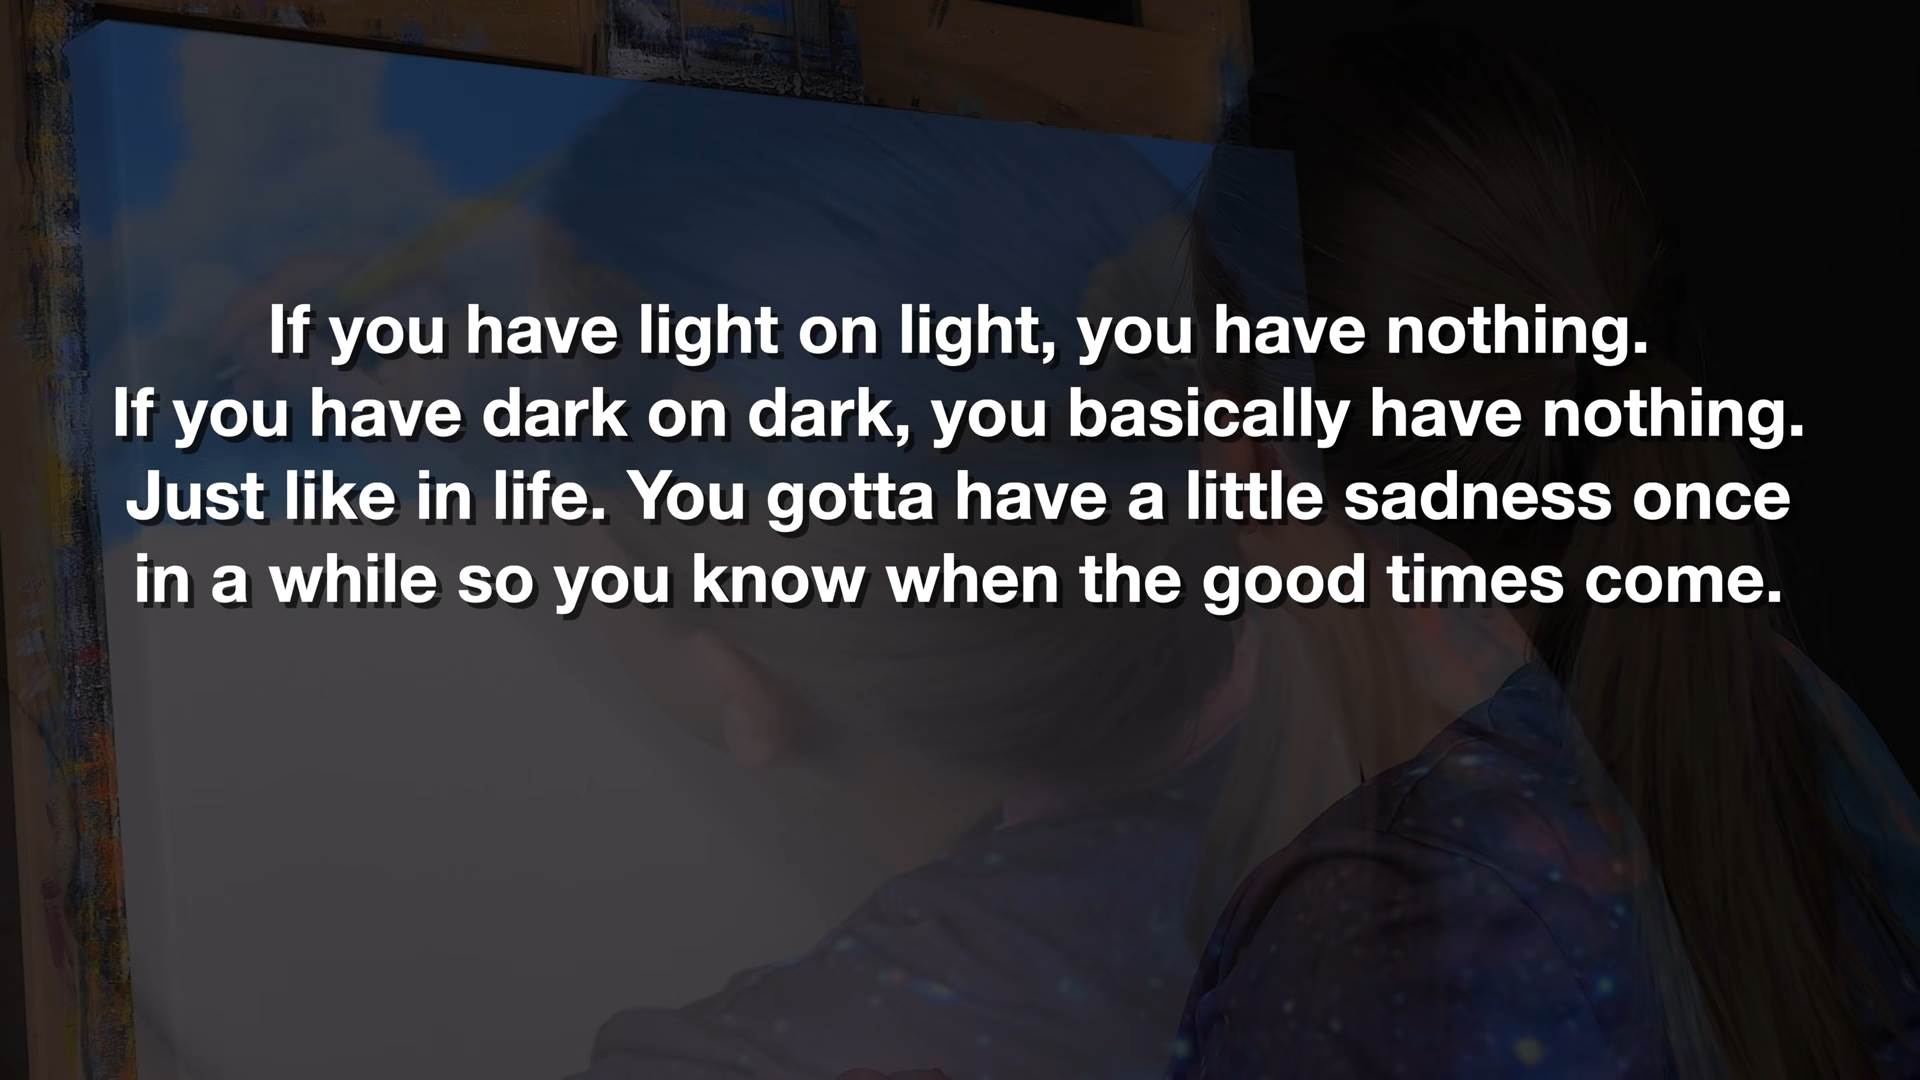 If you have light on light, you have nothing.
If you have dark on dark, you basically have nothing.
Just like in life. You gotta have a little sadness once
in a while so you know when the good times come.